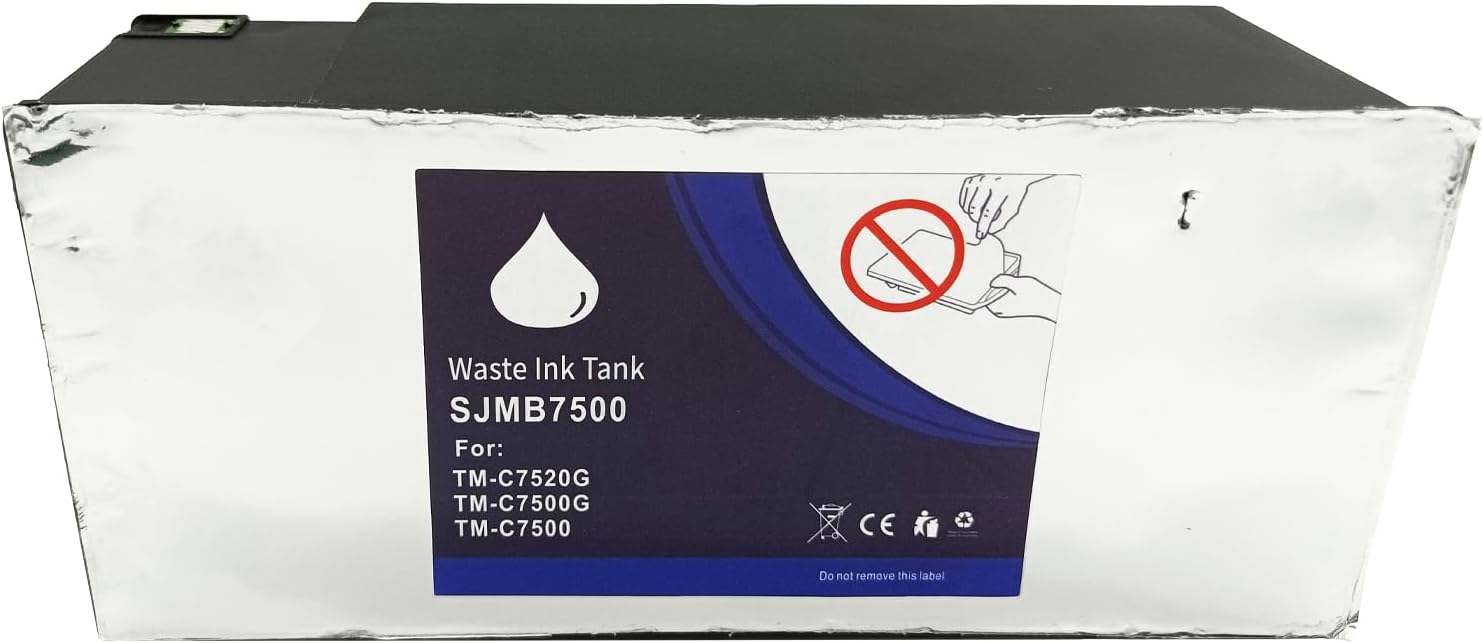 Waste Ink Tank
SJMB7500
For:
TM-C7520G
TM-C7500G
TM-C7500
CE
Do not remove this label